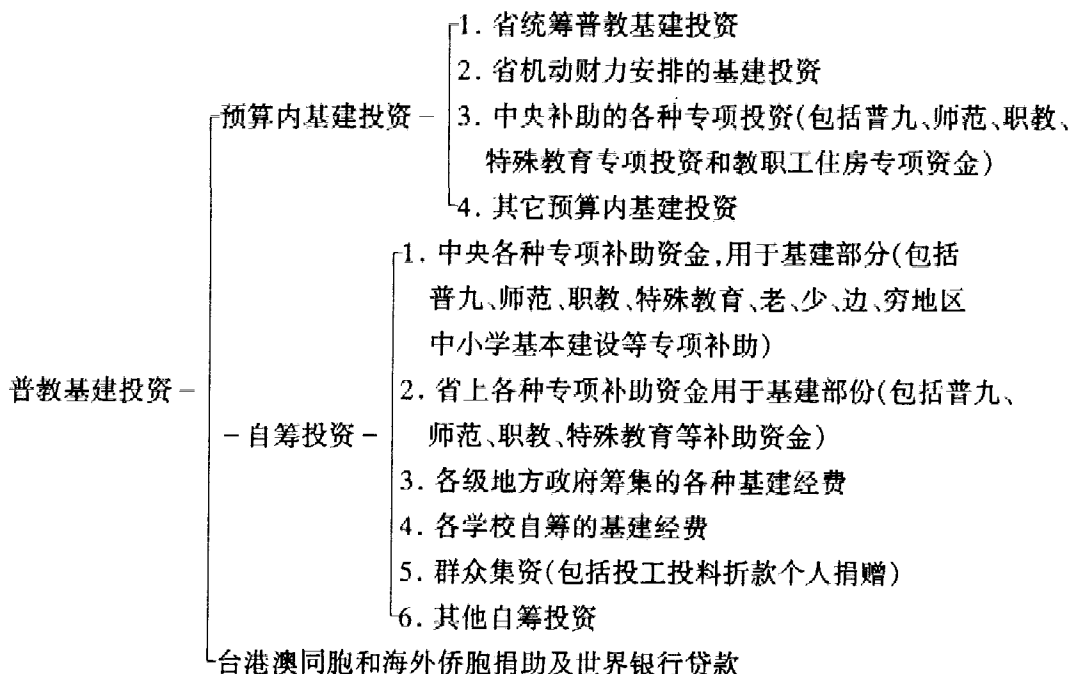 1. 省统筹普教基建投资
2. 省机动财力安排的基建投资
预算内基建投资
3. 中央补助的各种专项投资(包括普九、师范、职教、
特殊教育专项投资和教职工住房专项资金)
4. 其它预算内基建投资
1. 中央各种专项补助资金,用于基建部分(包括
普九、师范、职教、特殊教育、老、少、边、穷地区
中小学基本建设等专项补助)
普教基建投资
2. 省上各种专项补助资金用于基建部份(包括普九、
师范、职教、特殊教育等补助资金)
自筹投资
3. 各级地方政府筹集的各种基建经费
4. 各学校自筹的基建经费
5. 群众集资(包括投工投料折款个人捐赠)
6. 其他自筹投资
台港澳同胞和海外侨胞捐助及世界银行贷款